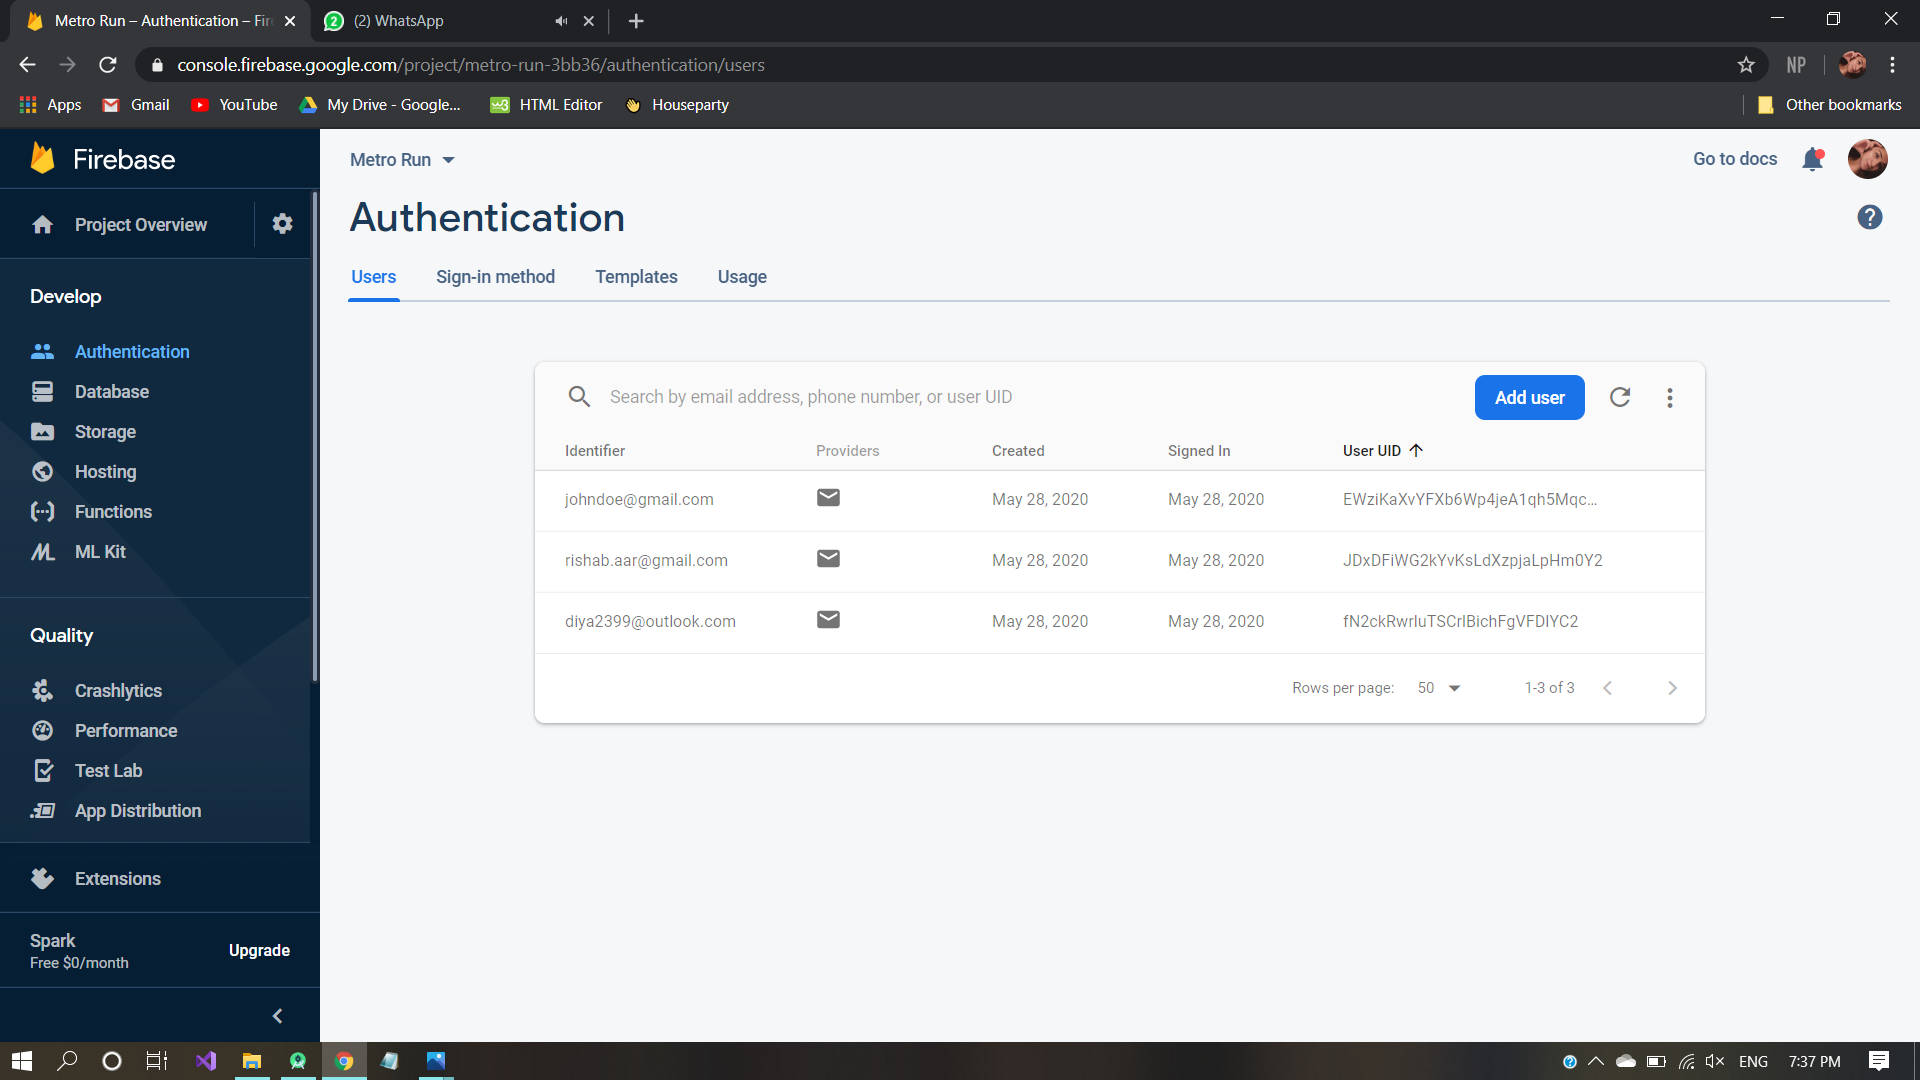 Metro Run – Authentication – Fir
(2) WhatsApp
console.firebase.google.com/project/metro-run-3bb36/authentication/users
NP
Apps
Gmail
YouTube
My Drive - Google...
HTML Editor
Houseparty
Other bookmarks
Firebase
Project Overview
Develop
Authentication
Database
Storage
Hosting
Functions
ML Kit
Quality
Crashlytics
Performance
Test Lab
App Distribution
Extensions
Spark
Free $0/month
Upgrade
Metro Run
Go to docs
Authentication
Users Sign-in method Templates Usage
Search by email address, phone number, or user UID
Add user
Identifier Providers Created Signed In User UID
johndoe@gmail.com May 28, 2020 May 28, 2020 EWziKaXvYFXb6Wp4jeA1qh5Mqc...
rishab.aar@gmail.com May 28, 2020 May 28, 2020 JDxDFiWG2kYvKsLdXzpjaLpHm0Y2
diya2399@outlook.com May 28, 2020 May 28, 2020
Rows per page: 50 1-3 of 3
ENG 7:37 PM